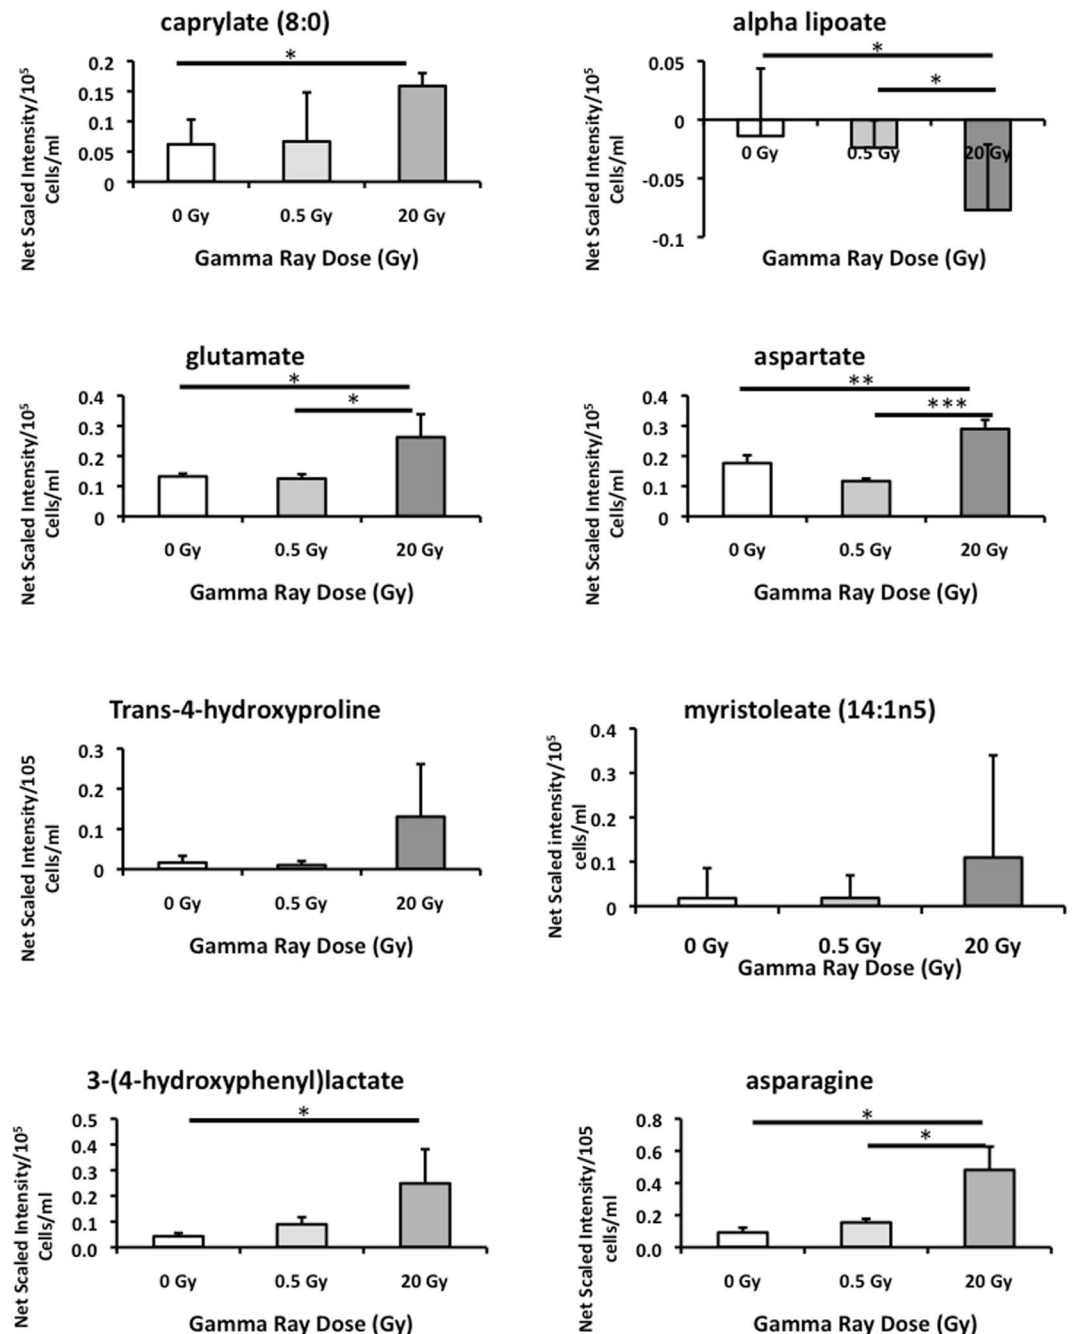 caprylate (8:0)
*
Net Scaled Intensity/10⁵
Cells/ml
0.2
0.15
0.1
0.05
0
0 Gy 0.5 Gy 20 Gy
Gamma Ray Dose (Gy)
alpha lipoate
*
*
Net Scaled Intensity/10⁵
Cells/ml
0.05
0
-0.05
-0.1
0 Gy 0.5 Gy 20 Gy
Gamma Ray Dose (Gy)
glutamate
*
*
Net Scaled Intensity/10⁵
Cells/ml
0.4
0.3
0.2
0.1
0
0 Gy 0.5 Gy 20 Gy
Gamma Ray Dose (Gy)
aspartate
**
***
Net Scaled Intensity/10⁵
Cells/ml
0.4
0.3
0.2
0.1
0
0 Gy 0.5 Gy 20 Gy
Gamma Ray Dose (Gy)
Trans-4-hydroxyproline
Net Scaled Intensity/105
Cells/ml
0.3
0.2
0.1
0
0 Gy 0.5 Gy 20 Gy
Gamma Ray Dose (Gy)
myristoleate (14:1n5)
Net Scaled intensity/10⁵
cells/ml
0.4
0.3
0.2
0.1
0
0 Gy 0.5 Gy 20 Gy
Gamma Ray Dose (Gy)
3-(4-hydroxyphenyl)lactate
*
Net Scaled Intensity/10⁵
Cells/ml
0.5
0.4
0.3
0.2
0.1
0.0
0 Gy 0.5 Gy 20 Gy
Gamma Ray Dose (Gy)
asparagine
*
*
Net Scaled Intensity/105
cells/ml
0.8
0.6
0.4
0.2
0.0
0 Gy 0.5 Gy 20 Gy
Gamma Ray Dose (Gy)